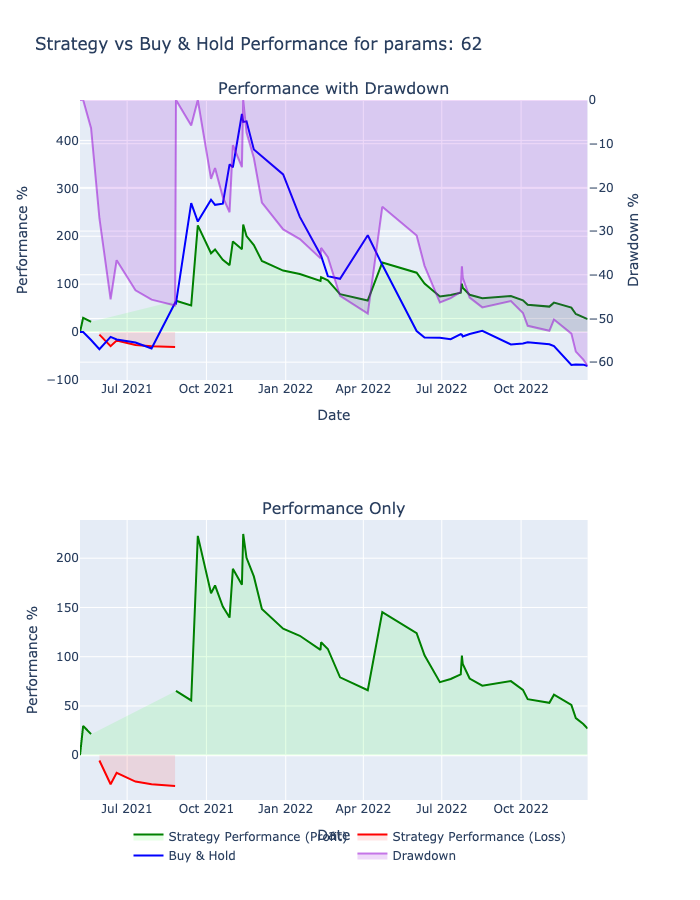 Strategy vs Buy & Hold Performance for params: 62
Performance with Drawdown
400
300
200
100
0
−100
Performance %
0
−10
−20
−30
−40
−50
−60
Drawdown %
Jul 2021
Oct 2021
Jan 2022
Apr 2022
Jul 2022
Oct 2022
Date
Performance Only
200
150
100
50
0
Performance %
Jul 2021
Oct 2021
Jan 2022
Apr 2022
Jul 2022
Oct 2022
Date
Strategy Performance (Profit)
Strategy Performance (Loss)
Buy & Hold
Drawdown